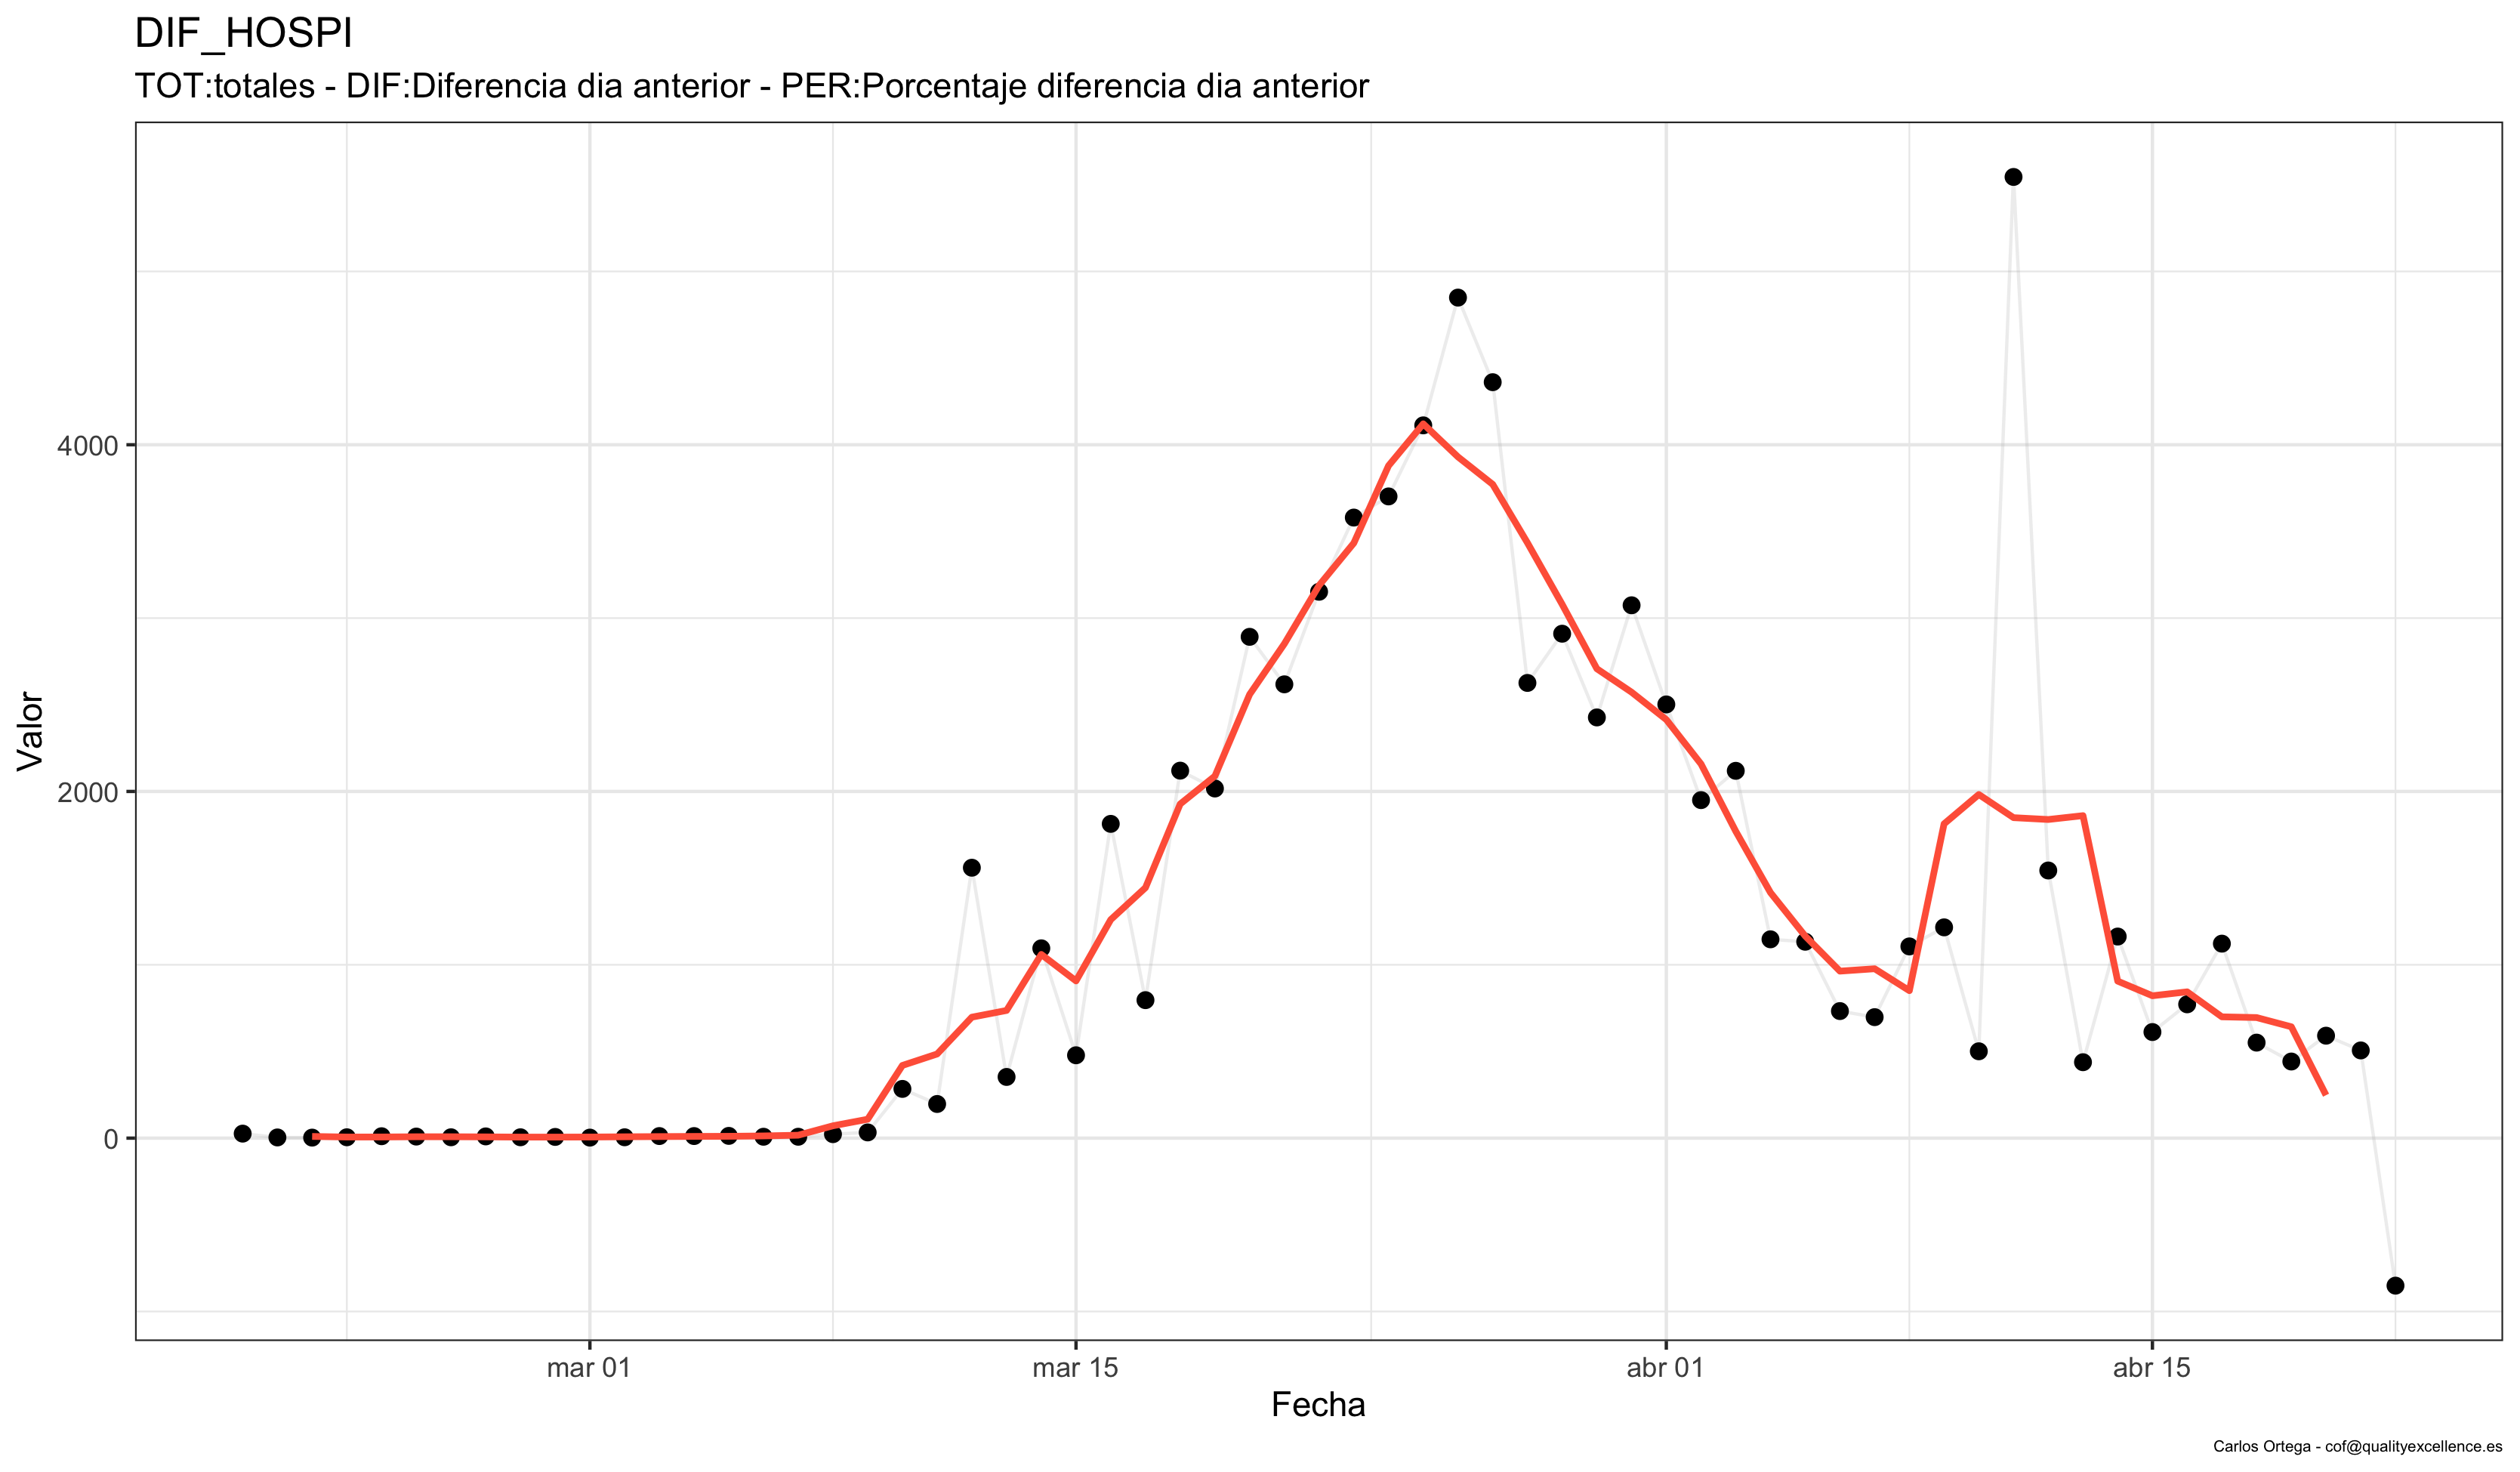 DIF_HOSPI
TOT:totales - DIF:Diferencia dia anterior - PER:Porcentaje diferencia dia anterior
Valor
4000
2000
0
mar 01
mar 15
abr 01
abr 15
Fecha
Carlos Ortega - cof@qualityexcellence.es